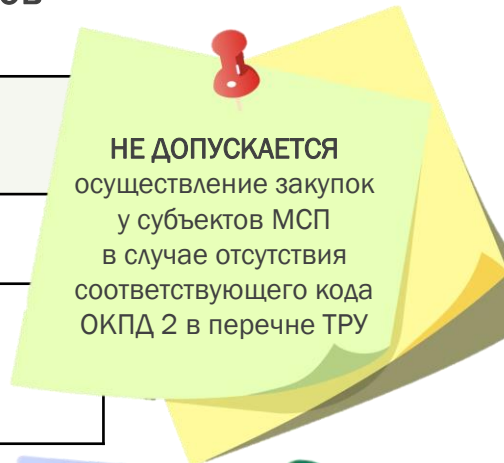 НЕ ДОПУСКАЕТСЯ
осуществление закупок
у субъектов МСП
в случае отсутствия
соответствующего кода
ОКПД 2 в перечне ТРУ